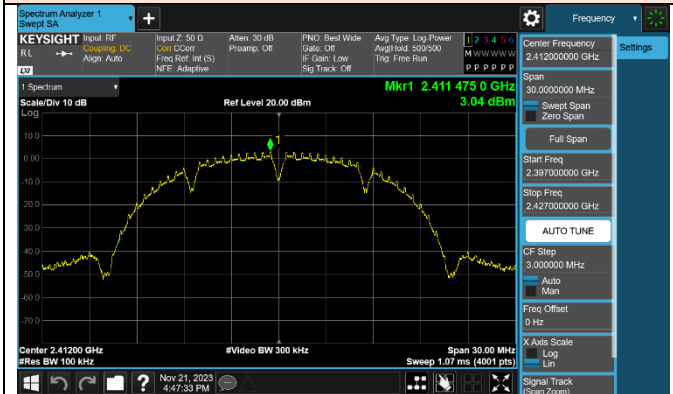 Spectrum Analyzer 1
Swept SA
+
Frequency
KEYSIGHT
RL
Input: RF
Coupling: DC
Align: Auto
Input Z: 50 Ω
Corr CCorr
Freq Ref: Int (S)
NFE: Adaptive
Atten: 30 dB
Preamp: Off
PNO: Best Wide
Gate: Off
IF Gain: Low
Sig Track: Off
Avg Type: Log-Power
Avg|Hold: 500/500
Trig: Free Run
1 2 3 4 5 6
M W W W W W
P P P P P P
LXI
1 Spectrum
Mkr1 2.411 475 0 GHz
3.04 dBm
Scale/Div 10 dB
Ref Level 20.00 dBm
Log
10.0
0.00
-10.0
-20.0
-30.0
-40.0
-50.0
-60.0
-70.0
1
Center 2.41200 GHz
#Res BW 100 kHz
#Video BW 300 kHz
Span 30.00 MHz
Sweep 1.07 ms (4001 pts)
Center Frequency
2.412000000 GHz
Span
30.0000000 MHz
Swept Span
Zero Span
Full Span
Start Freq
2.397000000 GHz
Stop Freq
2.427000000 GHz
AUTO TUNE
CF Step
3.000000 MHz
Auto
Man
Freq Offset
0 Hz
X Axis Scale
Log
Lin
Signal Track
(Span Zoom)
Settings
?
Nov 21, 2023
4:47:33 PM